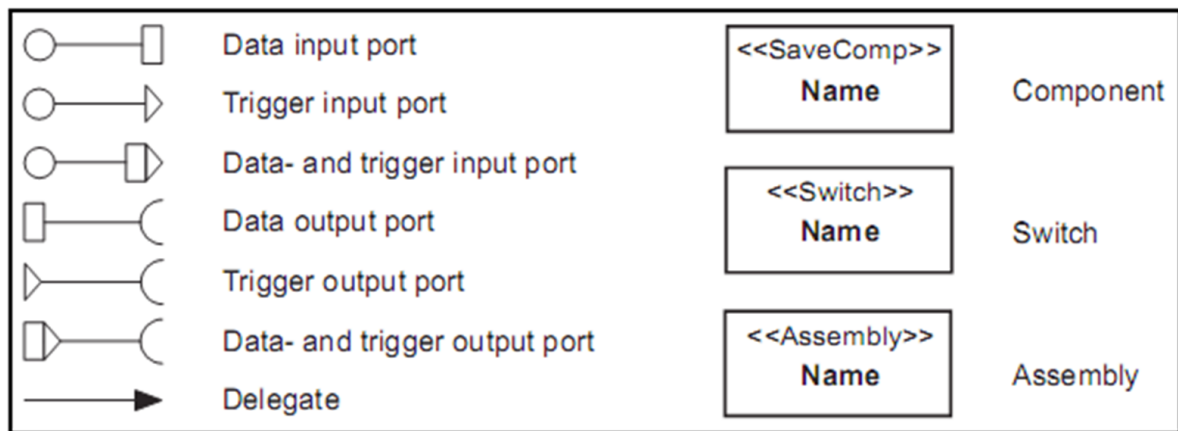 Data input port
Trigger input port
Data- and trigger input port
Data output port
Trigger output port
Data- and trigger output port
Delegate
<<SaveComp>>
Name
Component
<<Switch>>
Name
Switch
<<Assembly>>
Name
Assembly